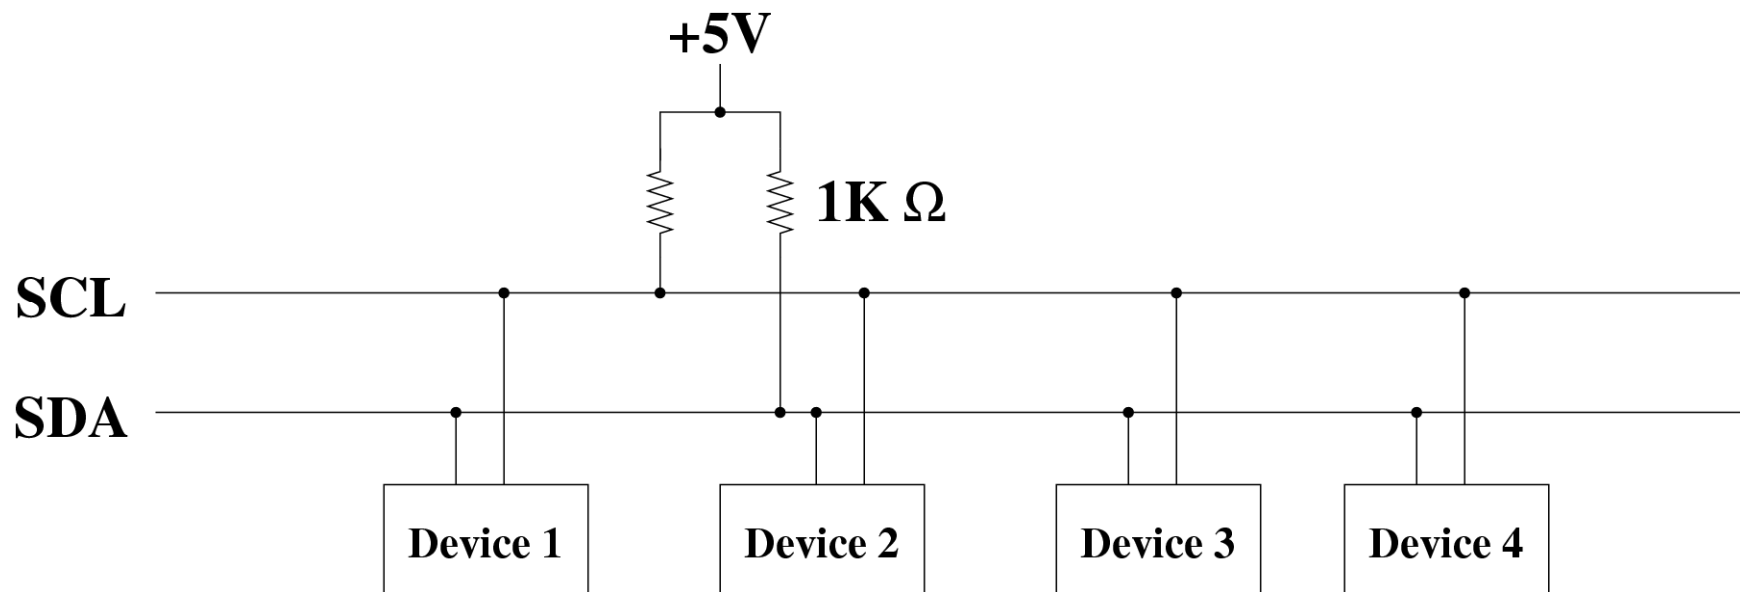 +5V
1K Ω
SCL
SDA
Device 1
Device 2
Device 3
Device 4